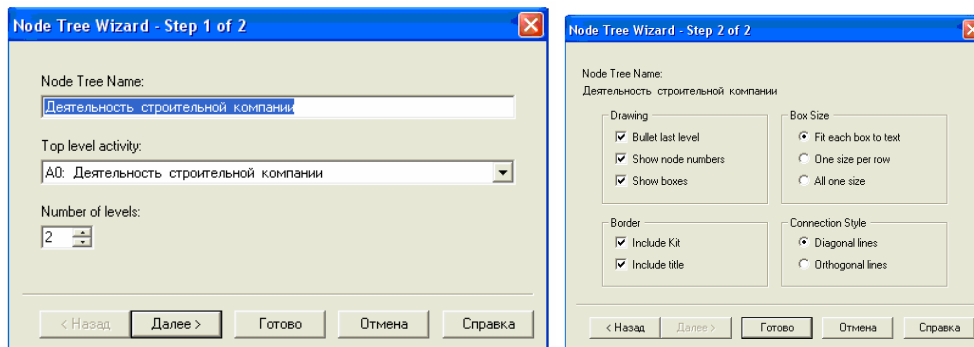 Node Tree Wizard - Step 1 of 2
Node Tree Name:
Деятельность строительной компании
Top level activity:
A0: Деятельность строительной компании
Number of levels:
2
< Назад Далее > Готово Отмена Справка
Node Tree Wizard - Step 2 of 2
Node Tree Name:
Деятельность строительной компании
Drawing
Bullet last level
Show node numbers
Show boxes
Box Size
Fit each box to text
One size per row
All one size
Border
Include Kit
Include title
Connection Style
Diagonal lines
Orthogonal lines
< Назад Далее > Готово Отмена Справка